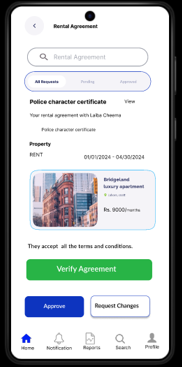 Rental Agreement
Rental Agreement
All Requests Pending Approved
Police character certificate View
Your rental agreement with Laiba Cheema
Police character certificate
Property
RENT 01/01/2024 - 04/30/2024
Bridgeland
luxury apartment
Rs. 9000/months
They accept all the terms and conditions.
Verify Agreement
Approve Request Changes
Home Notification Reports Search Profile